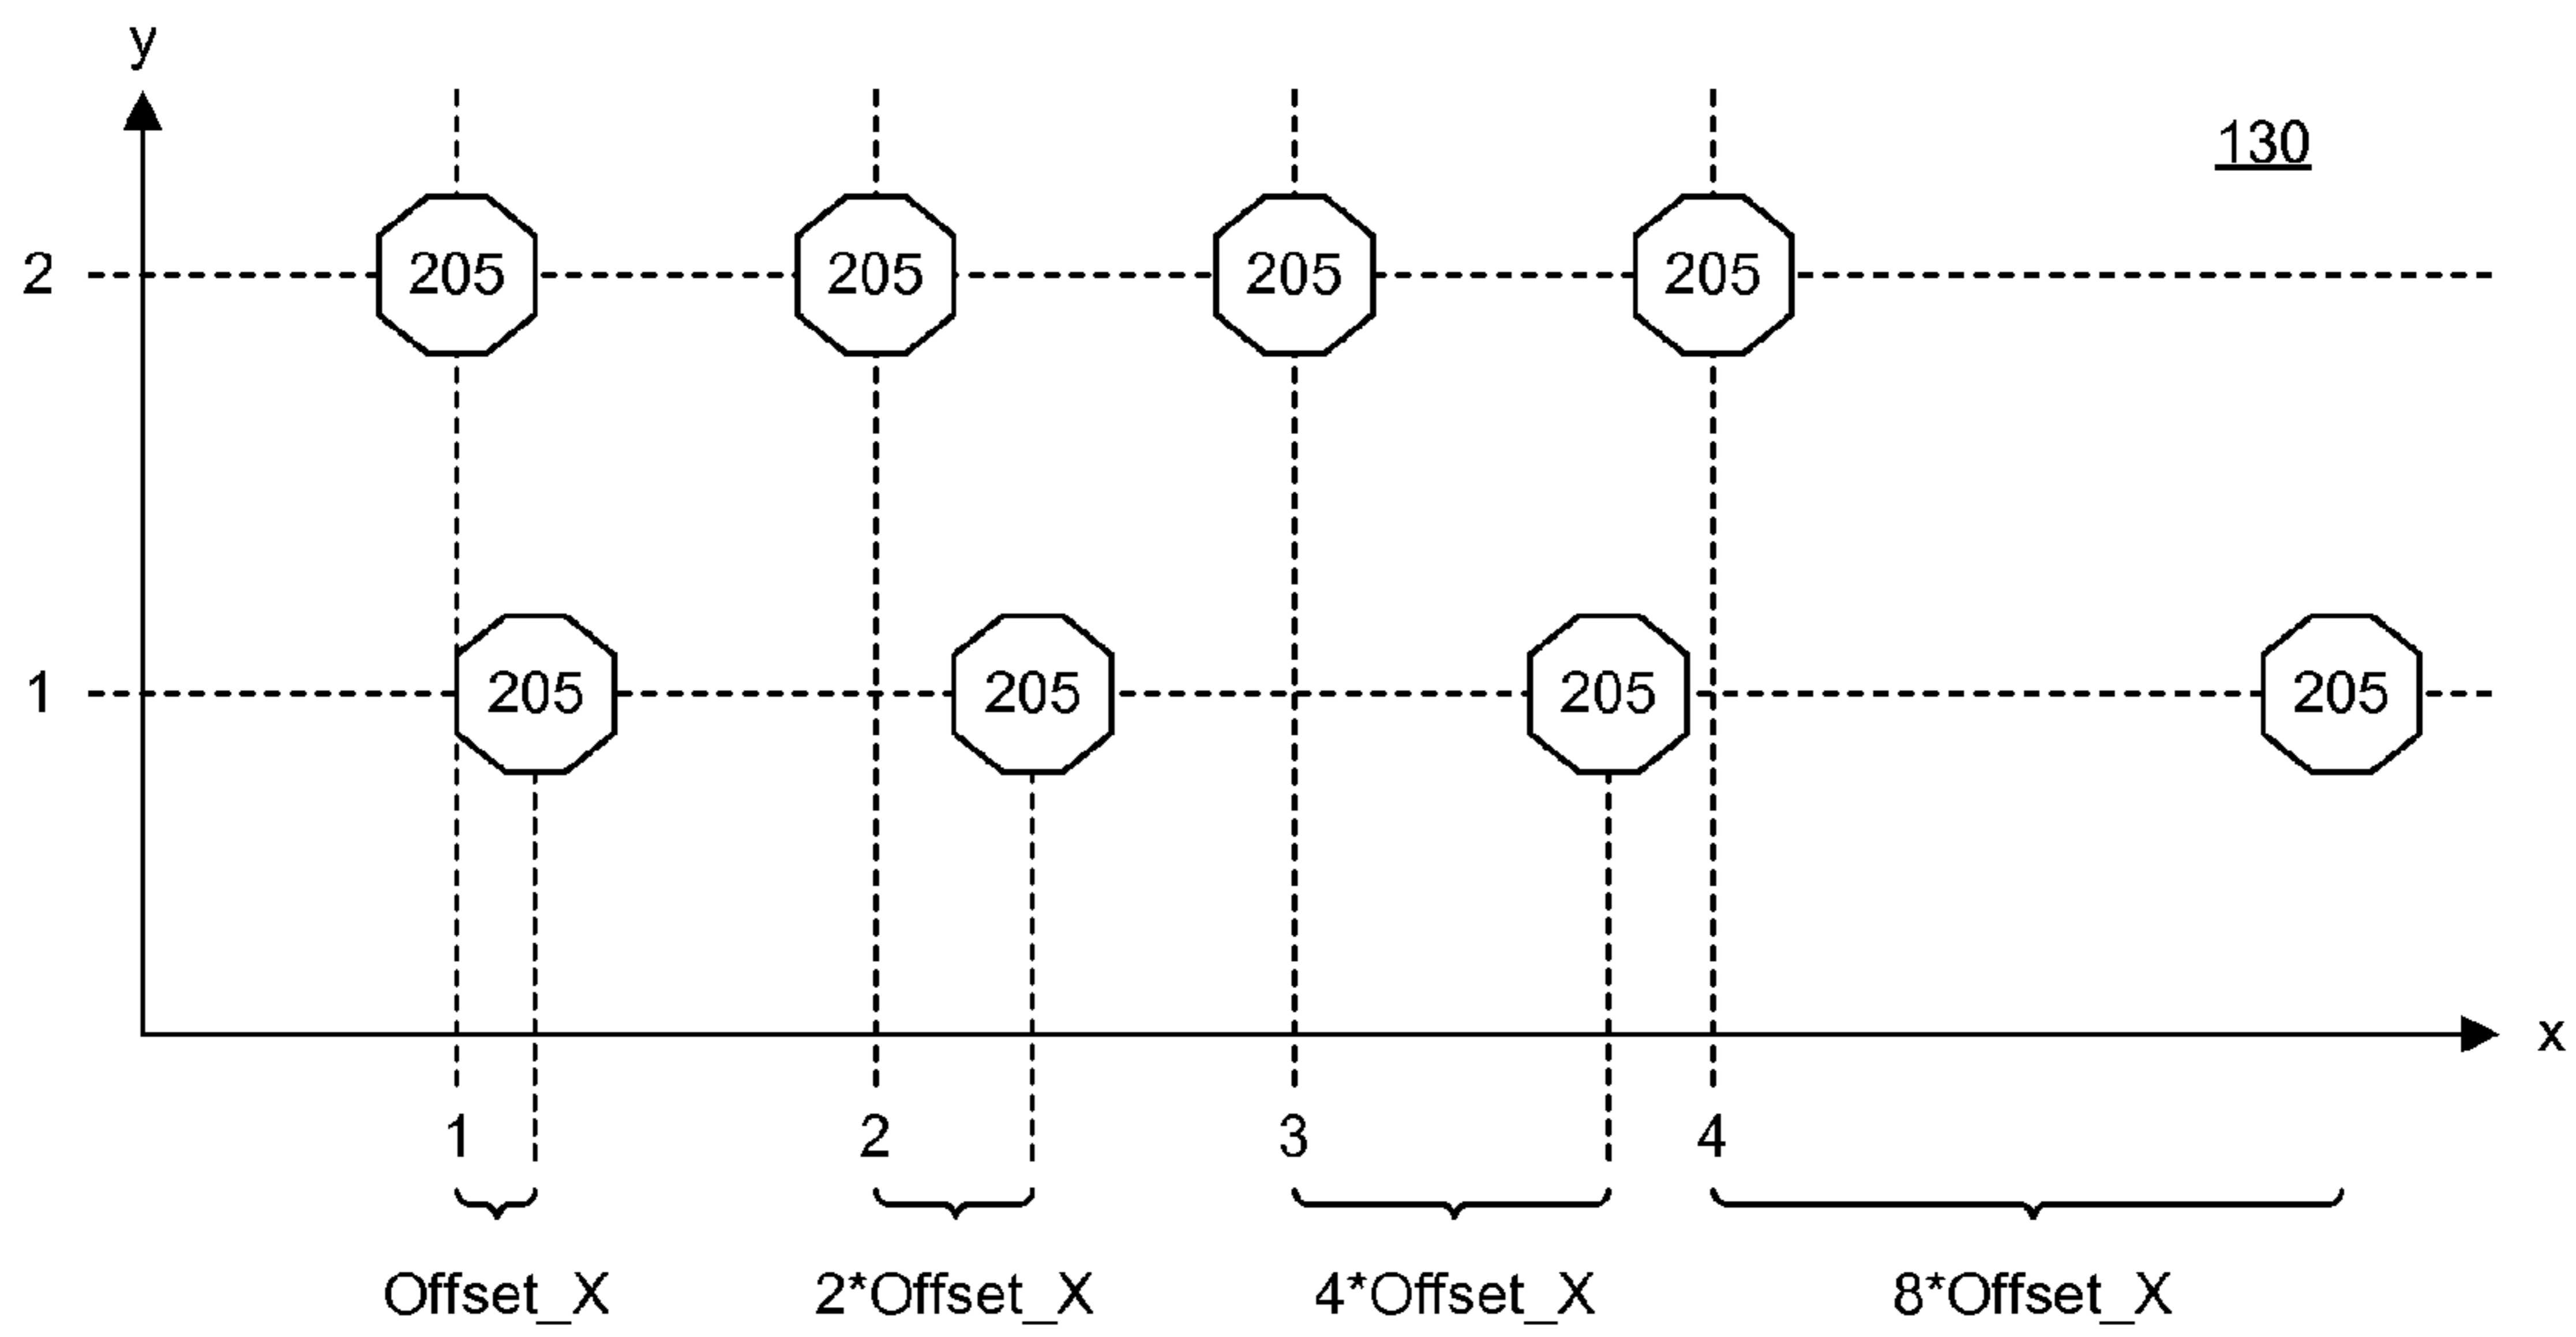 y
130
2 205 205 205 205
1 205 205 205 205
x
1 2 3 4
Offset_X 2*Offset_X 4*Offset_X 8*Offset_X